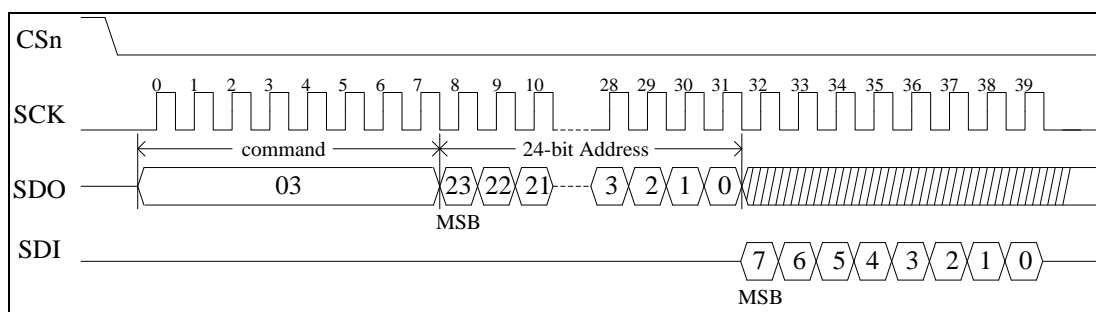 CSn
0 1 2 3 4 5 6 7 8 9 10 28 29 30 31 32 33 34 35 36 37 38 39
SCK
command 24-bit Address
SDO 03 23 22 21 3 2 1 0
MSB
SDI 7 6 5 4 3 2 1 0
MSB